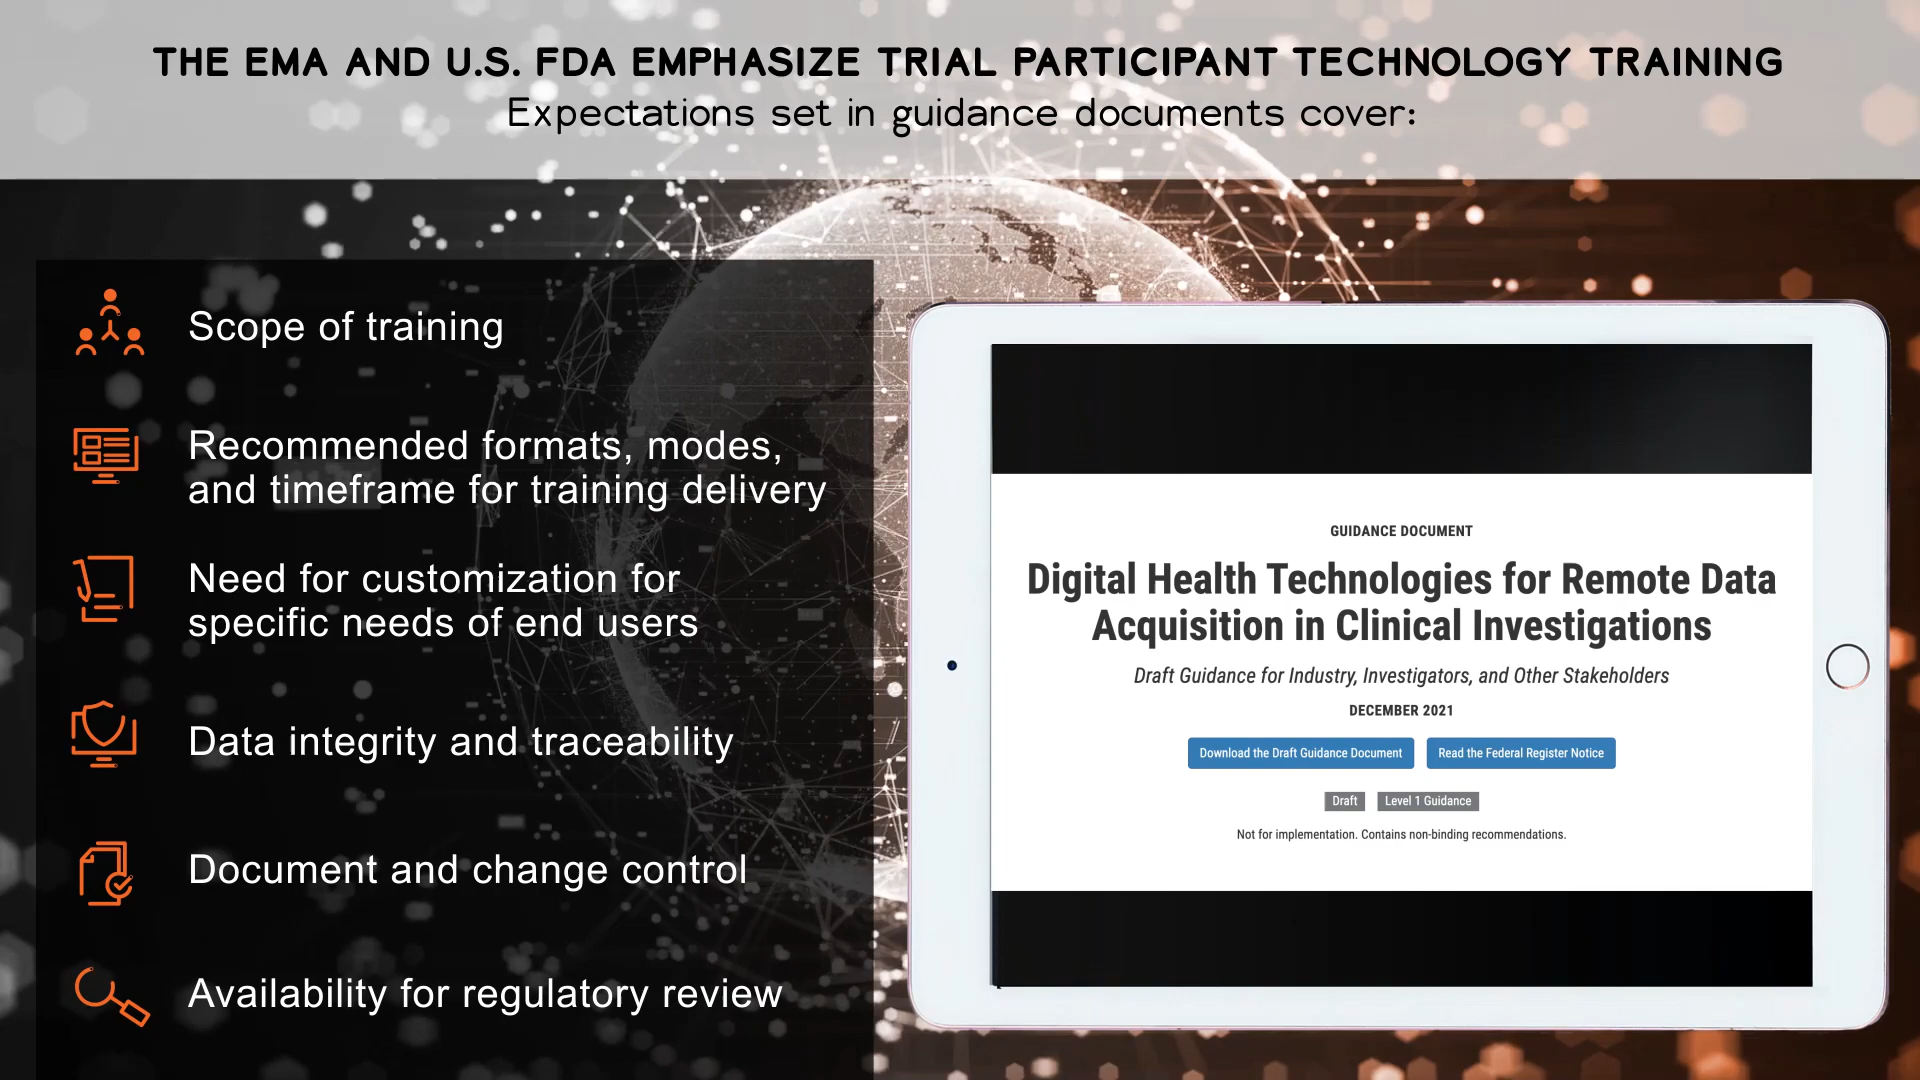 THE EMA AND U.S. FDA EMPHASIZE TRIAL PARTICIPANT TECHNOLOGY TRAINING
Expectations set in guidance documents cover:
Scope of training
Recommended formats, modes,
and timeframe for training delivery
Need for customization for
specific needs of end users
Data integrity and traceability
Document and change control
Availability for regulatory review
GUIDANCE DOCUMENT
Digital Health Technologies for Remote Data
Acquisition in Clinical Investigations
Draft Guidance for Industry, Investigators, and Other Stakeholders
DECEMBER 2021
Download the Draft Guidance Document
Read the Federal Register Notice
Draft
Level 1 Guidance
Not for implementation. Contains non-binding recommendations.